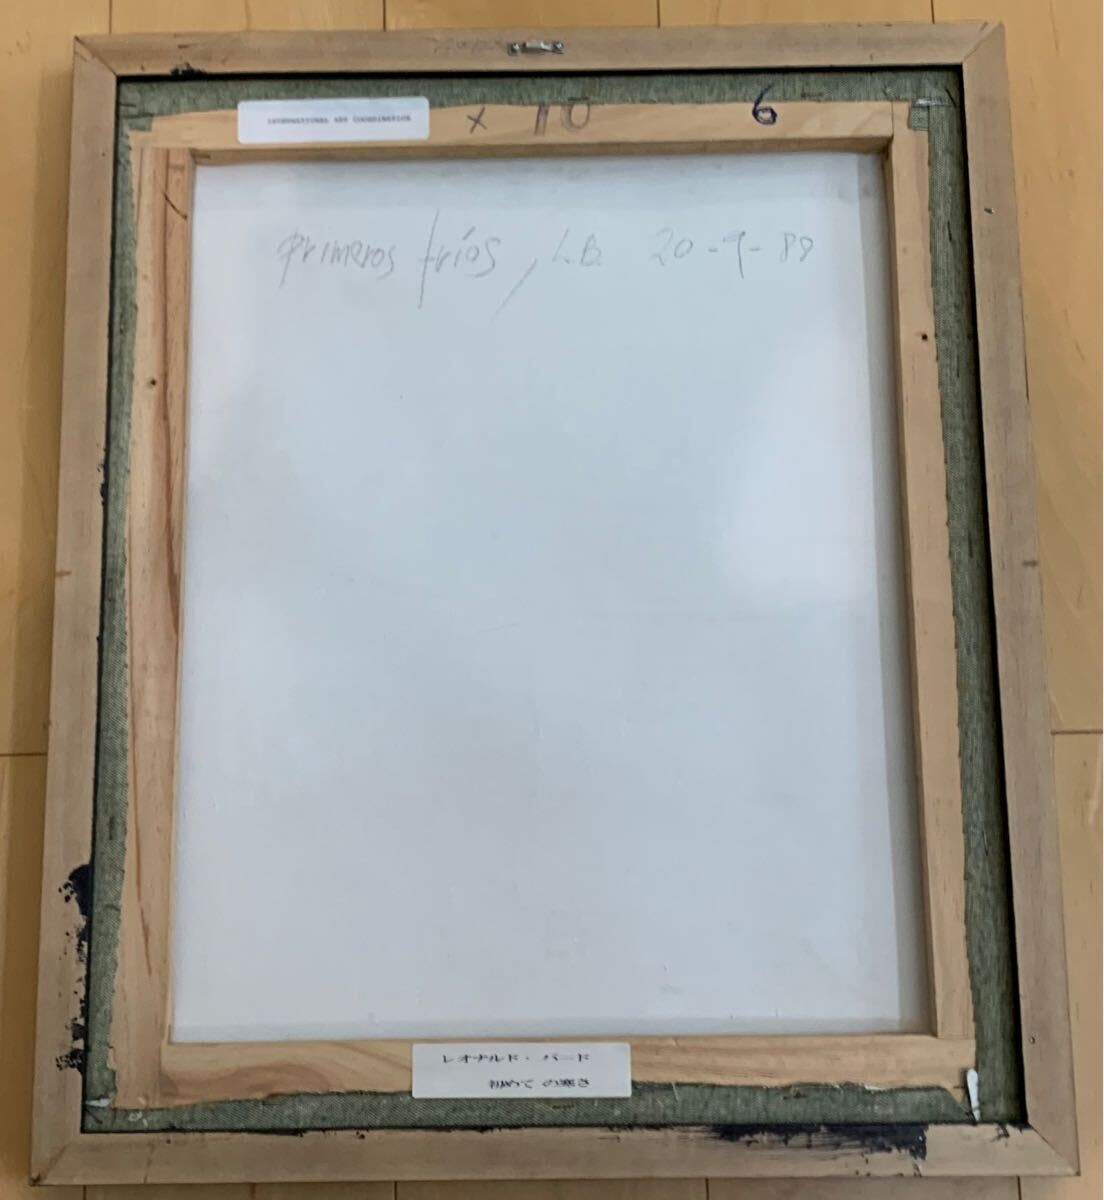 INTERNATIONAL ART COORDINATION
x 10
6
primeros fríos, L.B. 20-9-89
レオナルド・バード
初めての寒さ